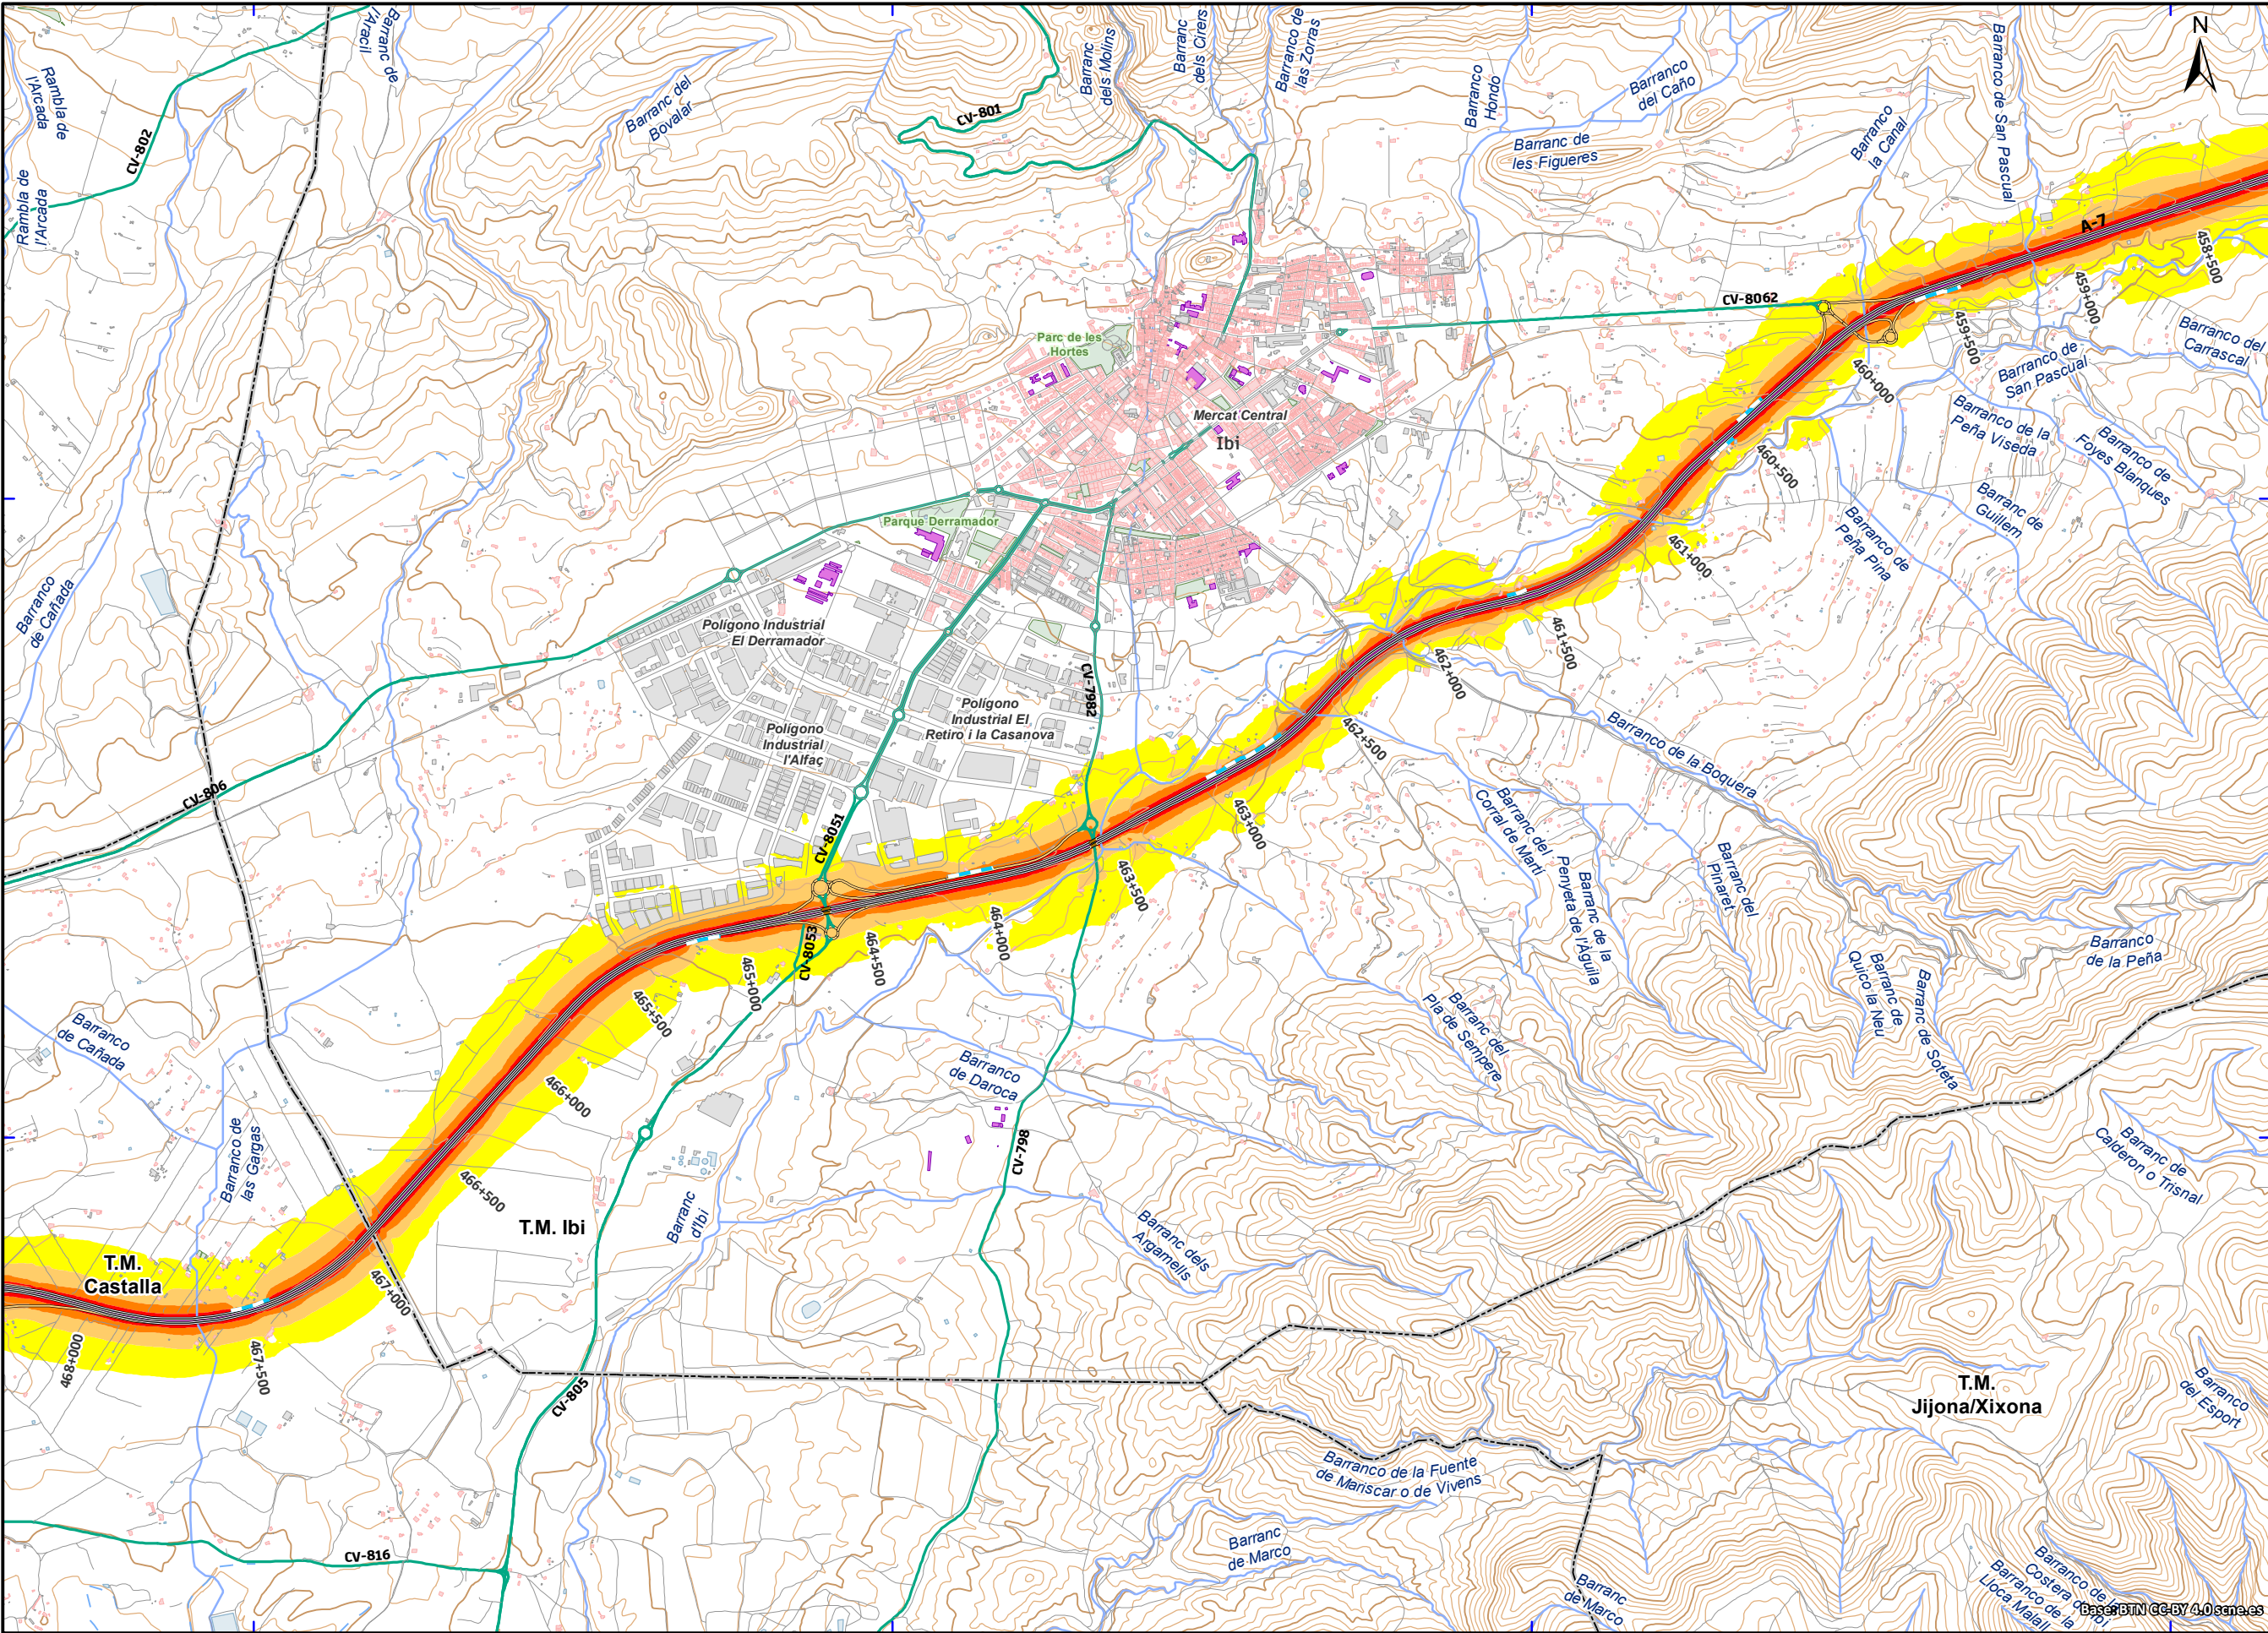 N
Barranc de
l'Aracil
Rambla de
l'Arcada
CV-802
Rambla de
l'Arcada
Barranc del
Bovalar
CV-801
Barranc
dels Molins
Barranc
dels Cirers
Barranco de
las Zorras
Barranco
Hondo
Barranco
del Caño
Barranc de
les Figueres
Barranco
la Canal
Barranco de San Pascual
A-7
458+500
459+000
459+500
460+000
460+500
461+000
461+500
462+000
462+500
463+000
463+500
464+000
464+500
465+000
465+500
466+000
466+500
467+000
467+500
468+000
CV-8062
Parc de les
Hortes
Mercat Central
Ibi
Parque Derramador
Barranco del
Carrascal
Barranco de
San Pascual
Barranco de la
Peña Viseda
Barranco de
Foyes Blanques
Barranc de
Guillem
Barranco de
Peña Pina
Barranco
de Cañada
Polígono Industrial
El Derramador
Polígono
Industrial El
Retiro i la Casanova
Polígono
Industrial
l'Alfaç
CV-7982
CV-806
CV-8051
CV-8053
Barranco de la Boquera
Barranc del
Corral de Martí
Barranc de la
Penyeta de l'Àguila
Barranc del
Pinaret
Barranc de
Quico la Neu
Barranc de Soteta
Barranco
de la Peña
Barranc del
Pla de Sempere
Barranco
de Cañada
Barranco de
las Gargas
Barranco
de Daroca
CV-798
Barranc
d'Ibi
Barranc dels
Argamells
Barranc de
Calderon o Trisnal
T.M. Ibi
T.M.
Castalla
CV-805
CV-816
T.M.
Jijona/Xixona
Barranco
del Esport
Barranco de la Fuente
de Mariscar o de Vivens
Barranc
de Marco
Barranc
de Marco
Barranco de
Costera de Ibi
Barranco de la
Lloca Malalt
Base: BTN CC-BY 4.0 scne.es